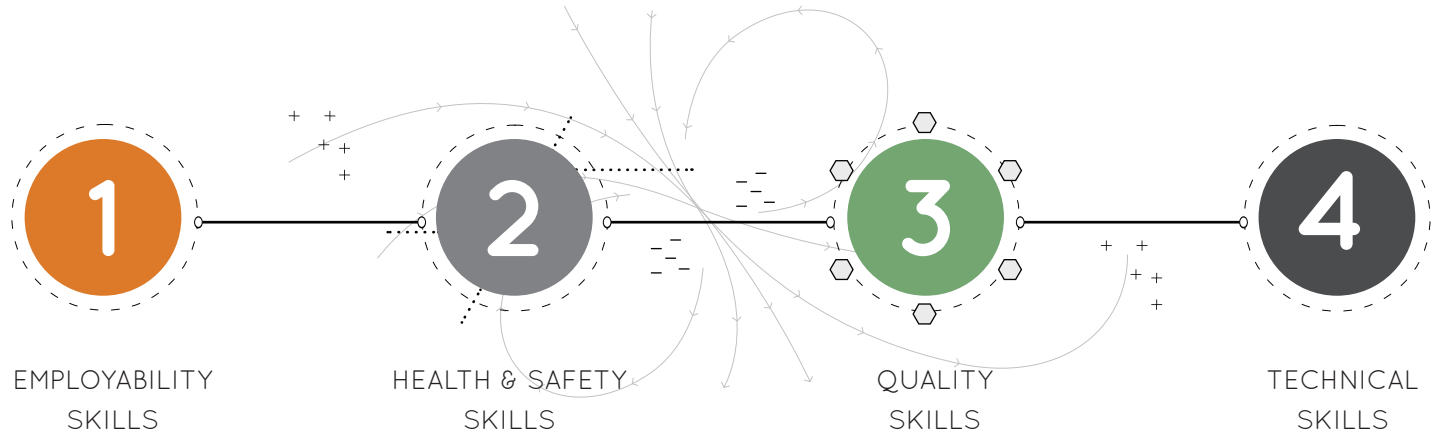 1
2
3
4
EMPLOYABILITY
SKILLS
HEALTH & SAFETY
SKILLS
QUALITY
SKILLS
TECHNICAL
SKILLS